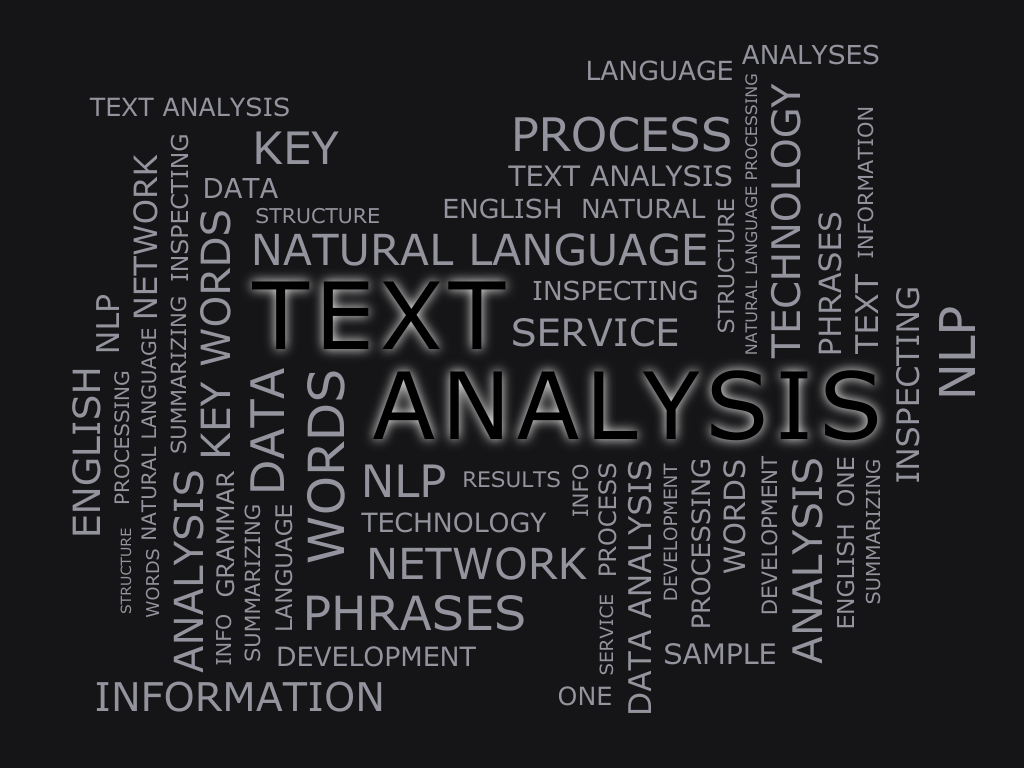 ANALYSES
LANGUAGE
TEXT ANALYSIS
KEY
PROCESS
TEXT ANALYSIS
DATA
STRUCTURE
ENGLISH
NATURAL
NATURAL LANGUAGE
TEXT
INSPECTING
SERVICE
ANALYSIS
NETWORK
INSPECTING
KEY WORDS
NLP
SUMMARIZING
NATURAL LANGUAGE
ENGLISH
PROCESSING
DATA
WORDS
STRUCTURE
NATURAL LANGUAGE PROCESSING
TECHNOLOGY
PHRASES
INFORMATION
TEXT
INSPECTING
NLP
NLP
RESULTS
TECHNOLOGY
NETWORK
PHRASES
DEVELOPMENT
INFORMATION
STRUCTURE
WORDS
ANALYSIS
GRAMMAR
INFO
SUMMARIZING
LANGUAGE
INFO
PROCESS
SERVICE
DATA ANALYSIS
DEVELOPMENT
PROCESSING
WORDS
DEVELOPMENT
ANALYSIS
ONE
ENGLISH
SUMMARIZING
SAMPLE
ONE